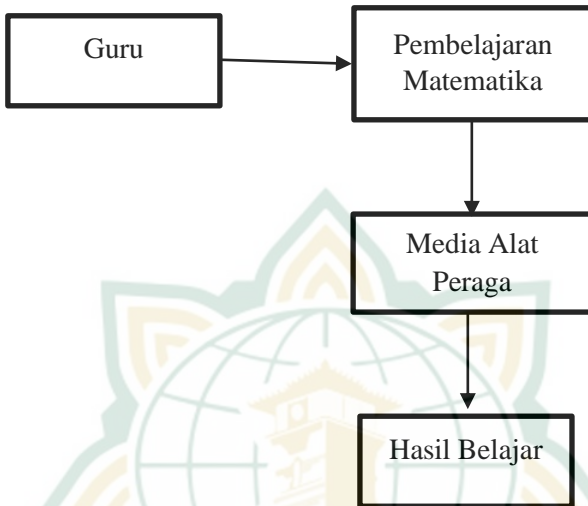 Guru
Pembelajaran
Matematika
Media Alat
Peraga
Hasil Belajar